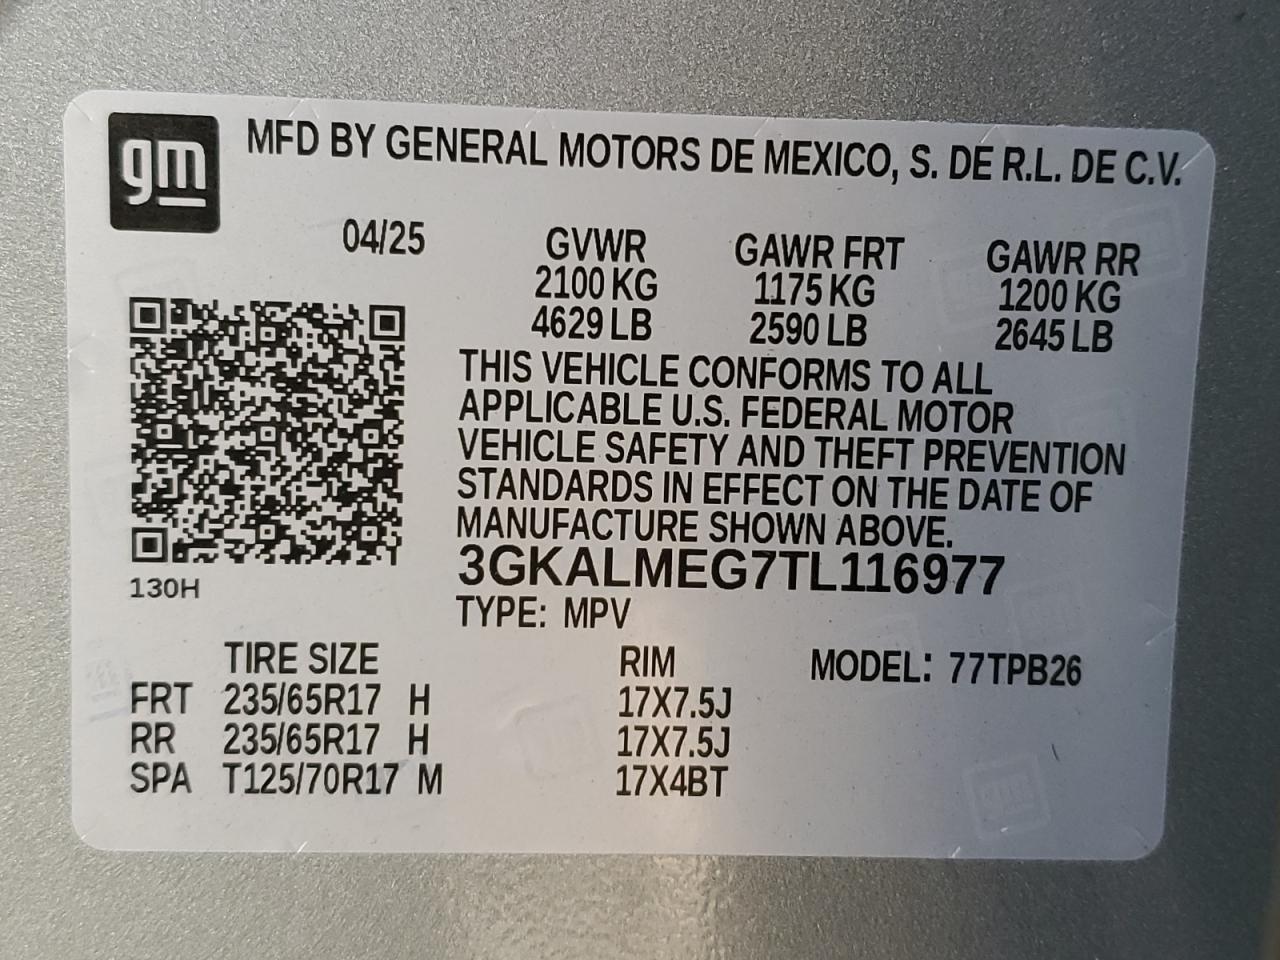 gm
MFD BY GENERAL MOTORS DE MEXICO, S. DE R.L. DE C.V.
04/25 GVWR GAWR FRT GAWR RR
2100 KG 1175 KG 1200 KG
4629 LB 2590 LB 2645 LB
THIS VEHICLE CONFORMS TO ALL
APPLICABLE U.S. FEDERAL MOTOR
VEHICLE SAFETY AND THEFT PREVENTION
STANDARDS IN EFFECT ON THE DATE OF
MANUFACTURE SHOWN ABOVE.
3GKALMEG7TL116977
130H
TYPE: MPV
TIRE SIZE RIM MODEL: 77TPB26
FRT 235/65R17 H 17X7.5J
RR 235/65R17 H 17X7.5J
SPA T125/70R17 M 17X4BT